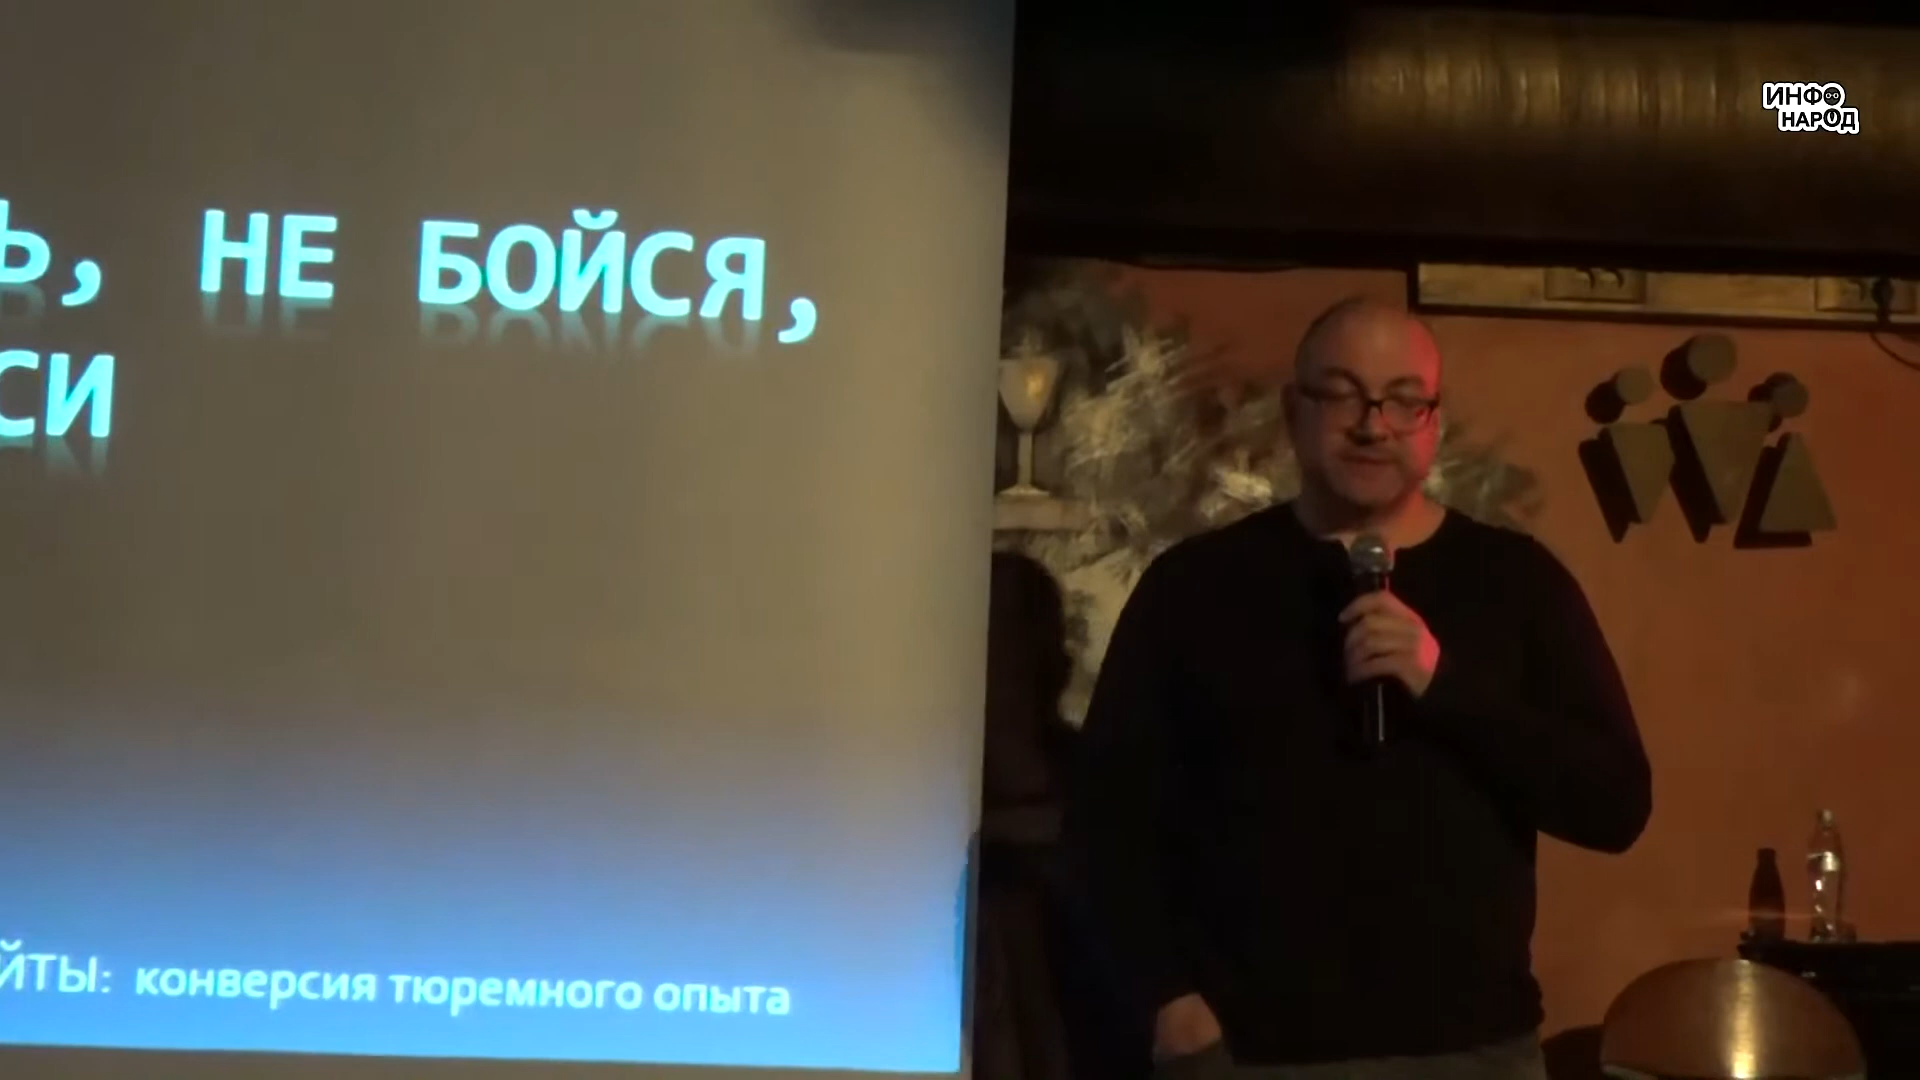 Ь, НЕ БОЙСЯ,
СИ
ЙТЫ: конверсия тюремного опыта
ИНФО
НАРОД